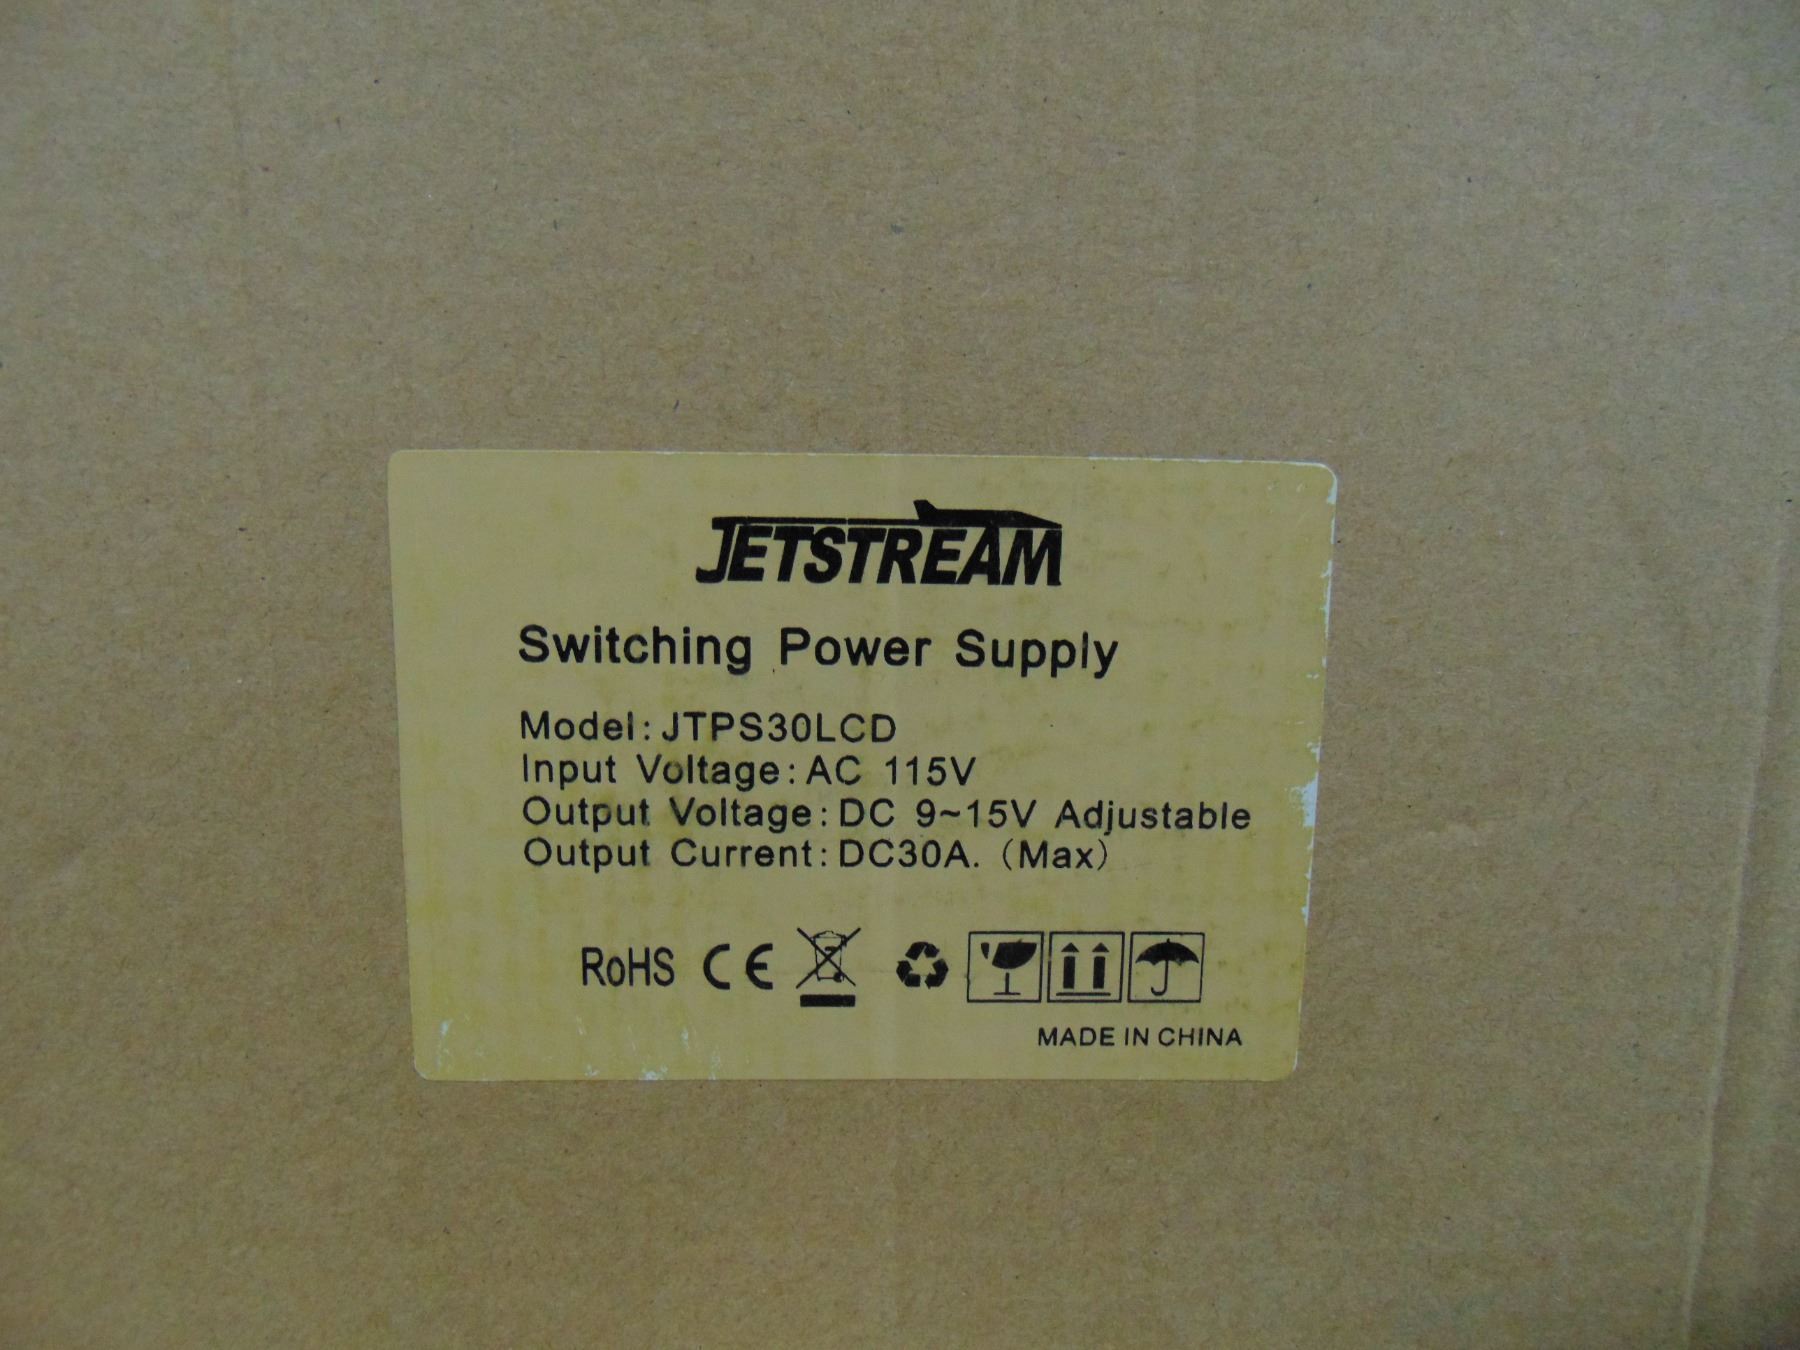 JETSTREAM
Switching Power Supply
Model: JTPS30LCD
Input Voltage: AC 115V
Output Voltage: DC 9~15V Adjustable
Output Current: DC30A. (Max)
RoHS CE
MADE IN CHINA